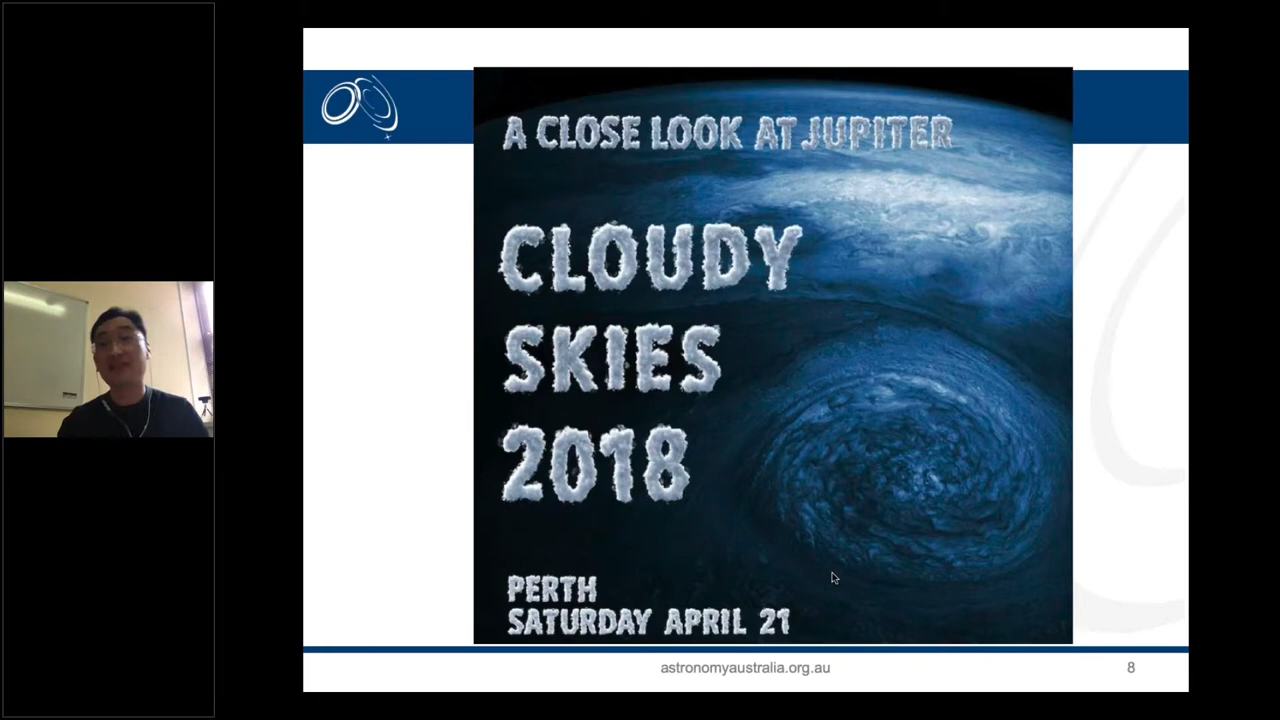 A CLOSE LOOK AT JUPITER
CLOUDY
SKIES
2018
PERTH
SATURDAY APRIL 21
astronomyaustralia.org.au
8